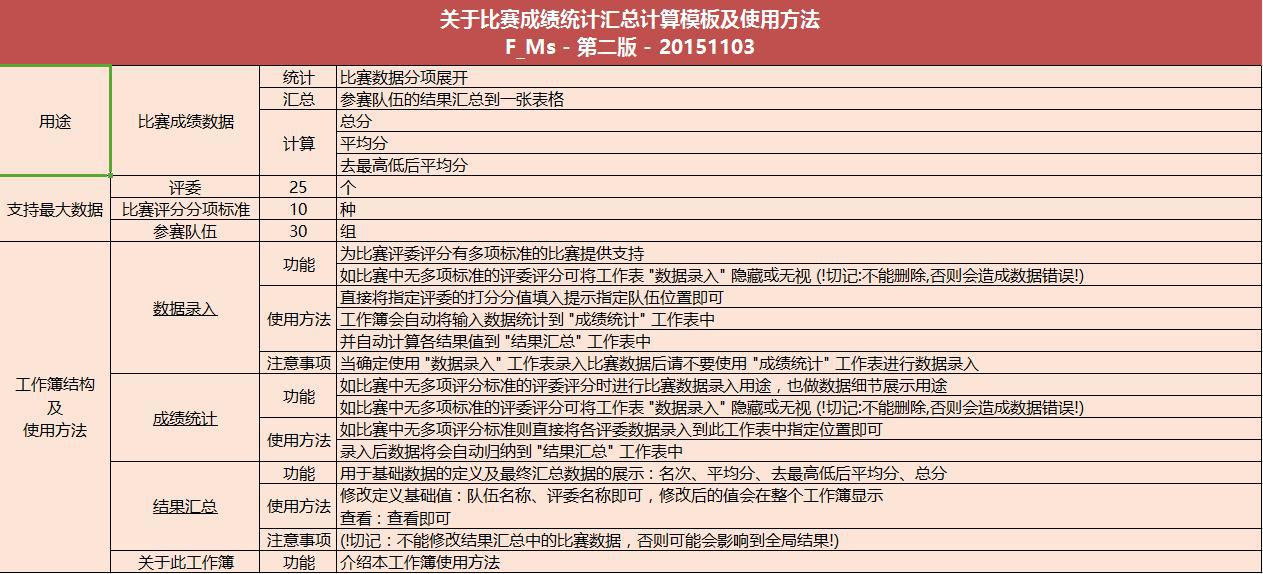 关于比赛成绩统计汇总计算模板及使用方法
F_Ms - 第二版 - 20151103
用途
比赛成绩数据
统计
比赛数据分项展开
汇总
参赛队伍的结果汇总到一张表格
计算
总分
平均分
去最高低后平均分
支持最大数据
评委
25
个
比赛评分分项标准
10
种
参赛队伍
30
组
工作簿结构
及
使用方法
数据录入
功能
为比赛评委评分有多项标准的比赛提供支持
如比赛中无多项标准的评委评分可将工作表 "数据录入" 隐藏或无视 (!切记:不能删除,否则会造成数据错误!)
使用方法
直接将指定评委的打分分值填入提示指定队伍位置即可
工作簿会自动将输入数据统计到 "成绩统计" 工作表中
并自动计算各结果值到 "结果汇总" 工作表中
注意事项
当确定使用 "数据录入" 工作表录入比赛数据后请不要使用 "成绩统计" 工作表进行数据录入
成绩统计
功能
如比赛中无多项评分标准的评委评分时进行比赛数据录入用途，也做数据细节展示用途
如比赛中无多项标准的评委评分可将工作表 "数据录入" 隐藏或无视 (!切记:不能删除,否则会造成数据错误!)
使用方法
如比赛中无多项评分标准则直接将各评委数据录入到此工作表中指定位置即可
录入后数据将会自动归纳到 "结果汇总" 工作表中
结果汇总
功能
用于基础数据的定义及最终汇总数据的展示：名次、平均分、去最高低后平均分、总分
使用方法
修改定义基础值：队伍名称、评委名称即可，修改后的值会在整个工作簿显示
查看：查看即可
注意事项
(!切记：不能修改结果汇总中的比赛数据，否则可能会影响到全局结果!)
关于此工作簿
功能
介绍本工作簿使用方法